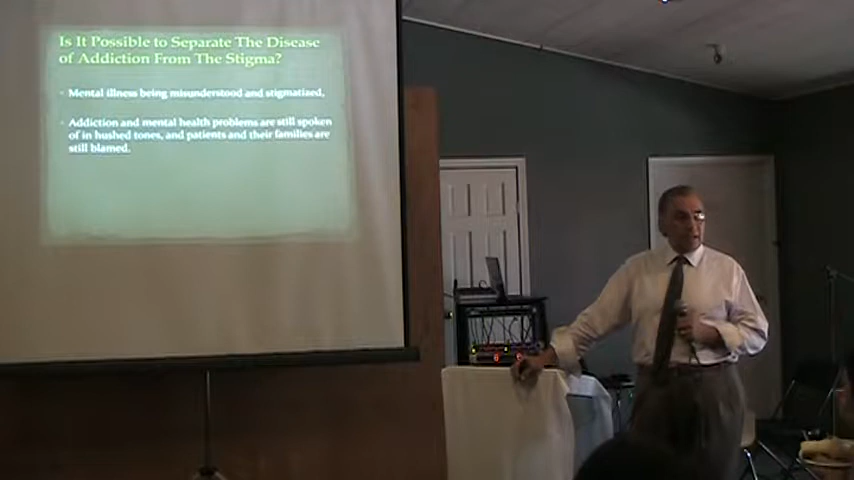 Is It Possible to Separate The Disease
of Addiction From The Stigma?
Mental illness being misunderstood and stigmatized,
Addiction and mental health problems are still spoken
of in hushed tones, and patients and their families are
still blamed.